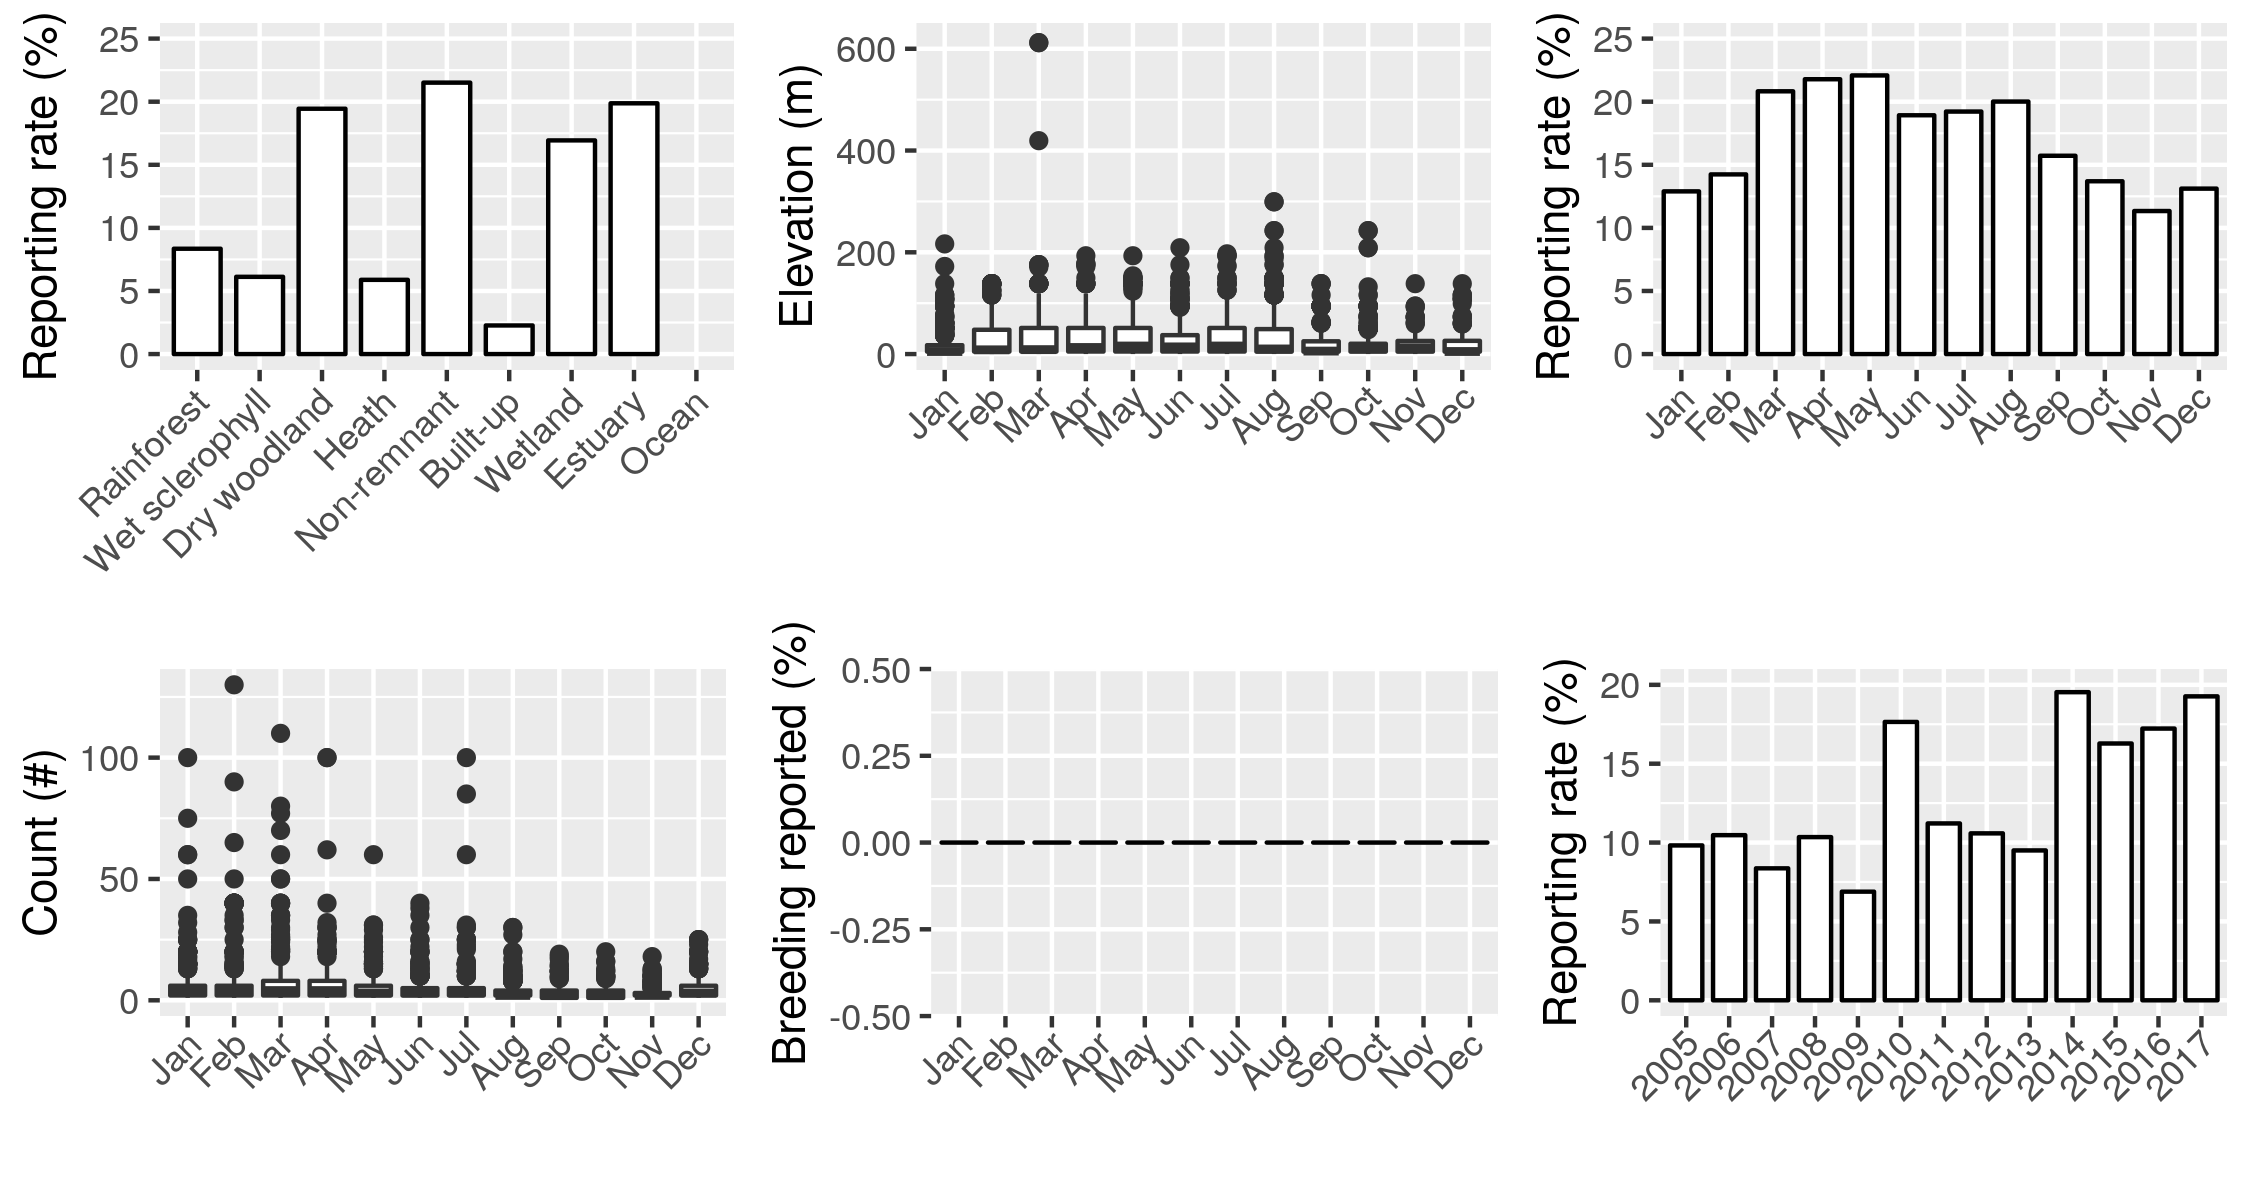 Reporting rate (%)
25
20
15
10
5
0
Rainforest
Wet sclerophyll
Dry woodland
Heath
Non-remnant
Built-up
Wetland
Estuary
Ocean
Elevation (m)
600
400
200
0
Jan
Feb
Mar
Apr
May
Jun
Jul
Aug
Sep
Oct
Nov
Dec
Reporting rate (%)
25
20
15
10
5
0
Jan
Feb
Mar
Apr
May
Jun
Jul
Aug
Sep
Oct
Nov
Dec
Count (#)
100
50
0
Jan
Feb
Mar
Apr
May
Jun
Jul
Aug
Sep
Oct
Nov
Dec
Breeding reported (%)
0.50
0.25
0.00
-0.25
-0.50
Jan
Feb
Mar
Apr
May
Jun
Jul
Aug
Sep
Oct
Nov
Dec
Reporting rate (%)
20
15
10
5
0
2005
2006
2007
2008
2009
2010
2011
2012
2013
2014
2015
2016
2017